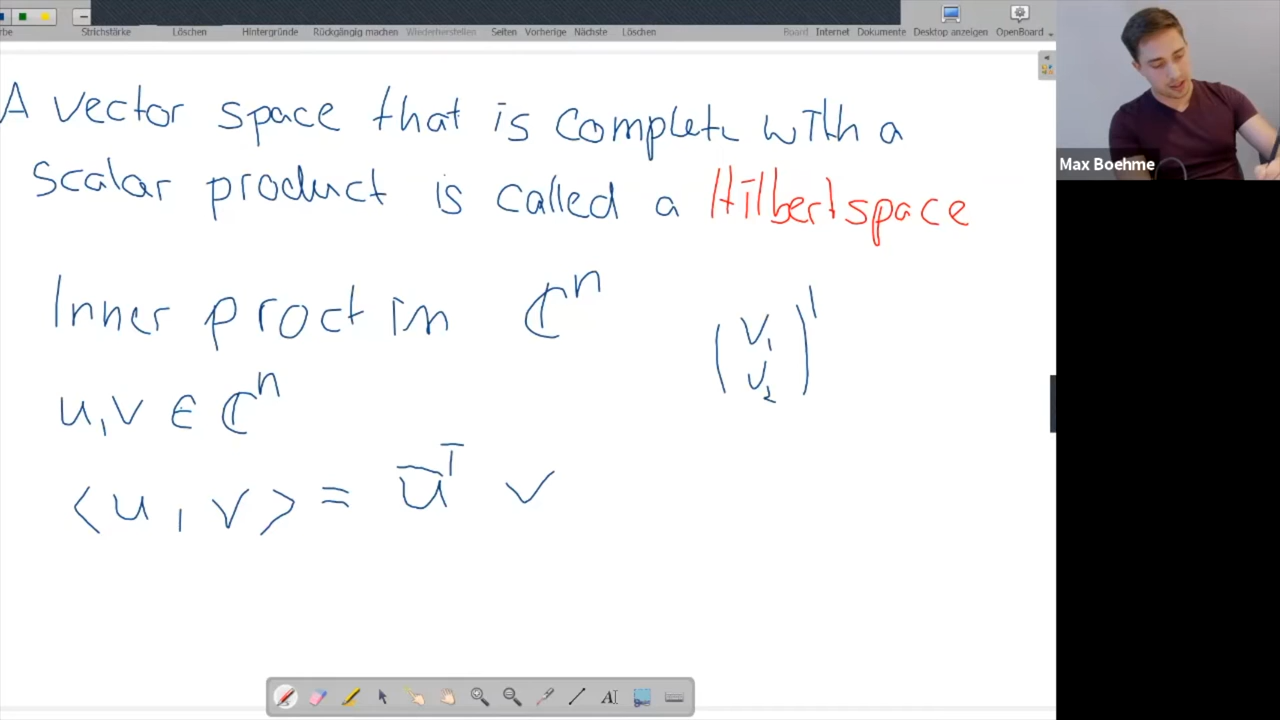 rbe Strichstärke Löschen Hintergründe Rückgängig machen Wiederherstellen Seiten Vorherige Nächste Löschen Board Internet Dokumente Desktop anzeigen OpenBoard
A vector space that is complete with a
scalar product is called a Hilbertspace
Inner proct in ℂⁿ
( v₁
v₂ )
u, v ∈ ℂⁿ
⟨u, v⟩ = u̅ᵀ v
Max Boehme